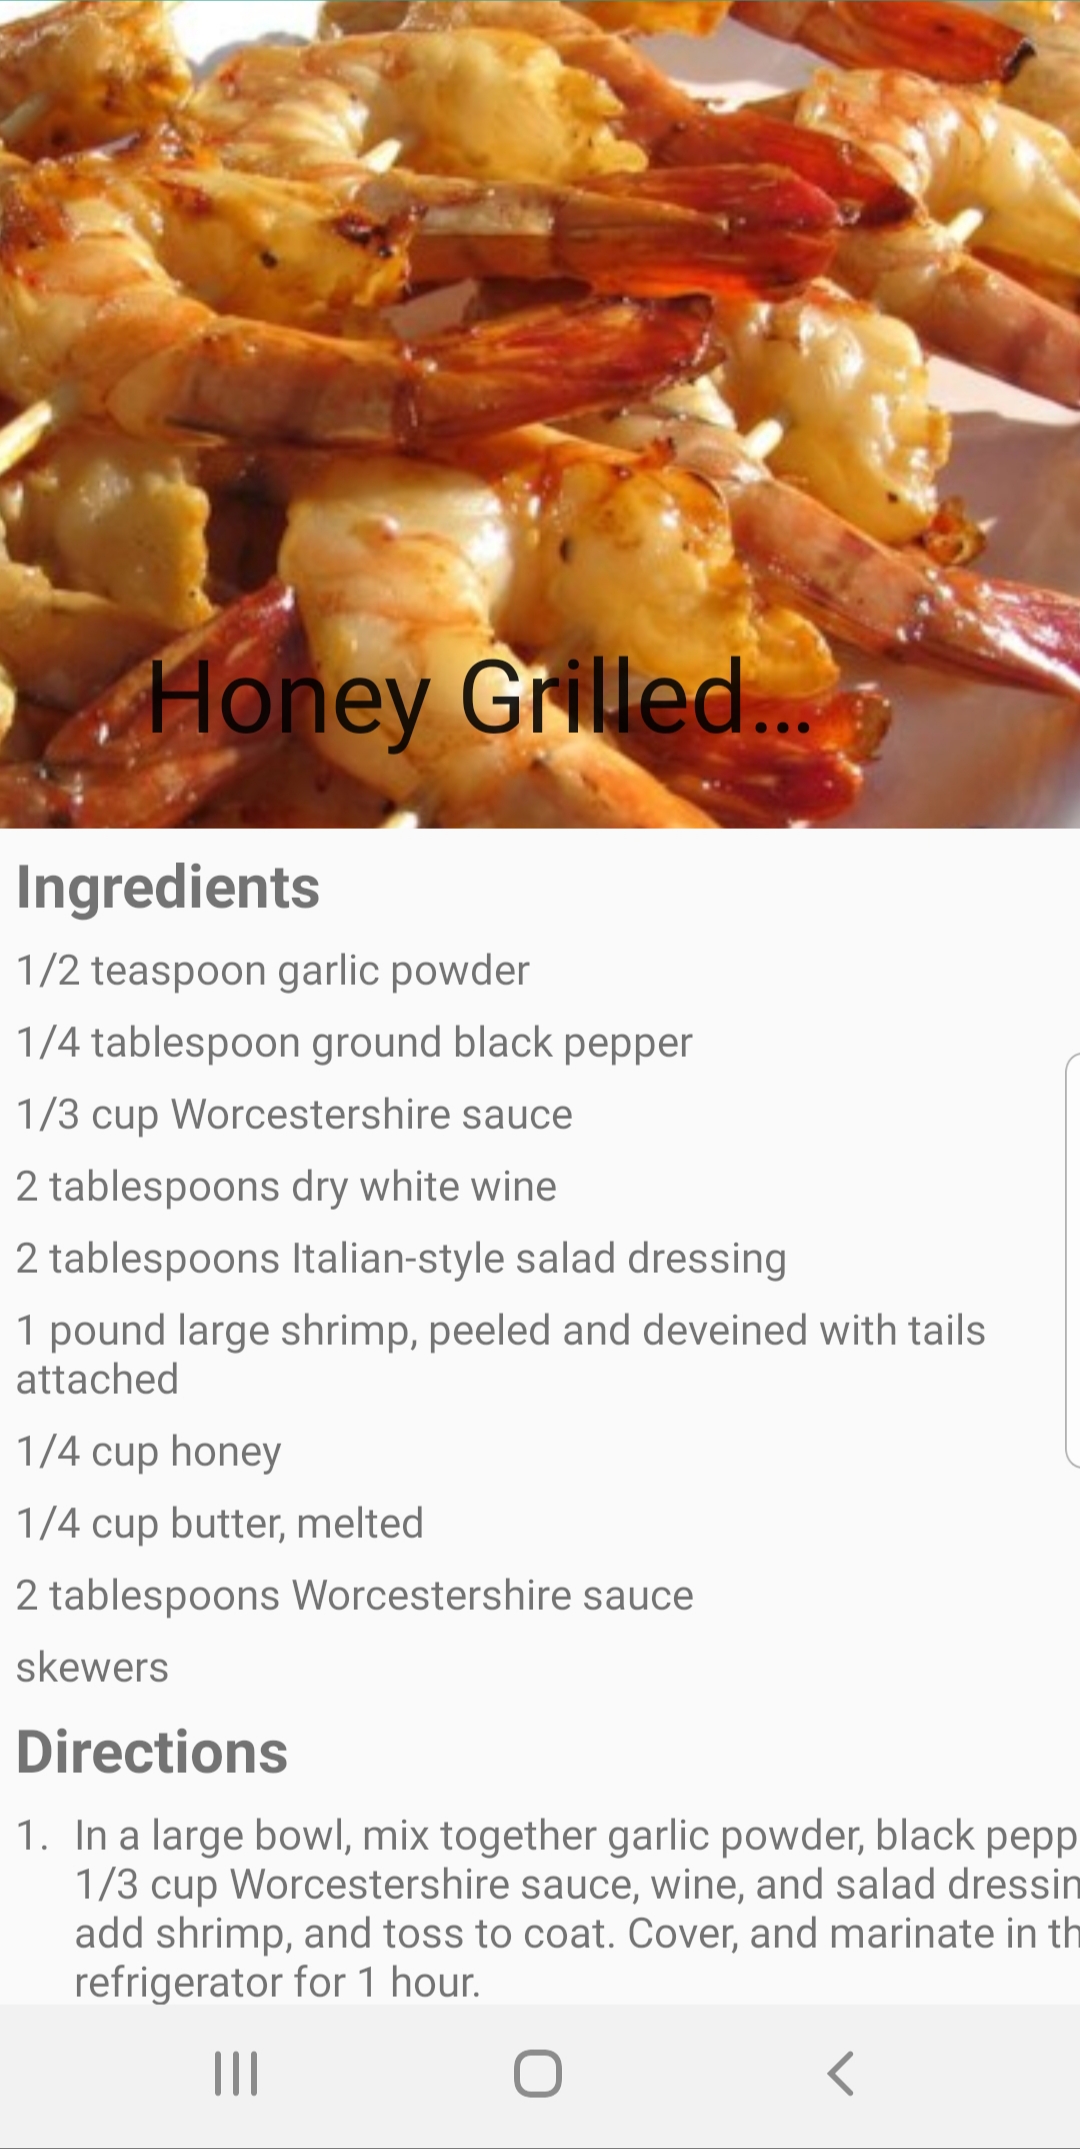 Honey Grilled...
Ingredients
1/2 teaspoon garlic powder
1/4 tablespoon ground black pepper
1/3 cup Worcestershire sauce
2 tablespoons dry white wine
2 tablespoons Italian-style salad dressing
1 pound large shrimp, peeled and deveined with tails
attached
1/4 cup honey
1/4 cup butter, melted
2 tablespoons Worcestershire sauce
skewers
Directions
1. In a large bowl, mix together garlic powder, black pepp
1/3 cup Worcestershire sauce, wine, and salad dressin
add shrimp, and toss to coat. Cover, and marinate in th
refrigerator for 1 hour.